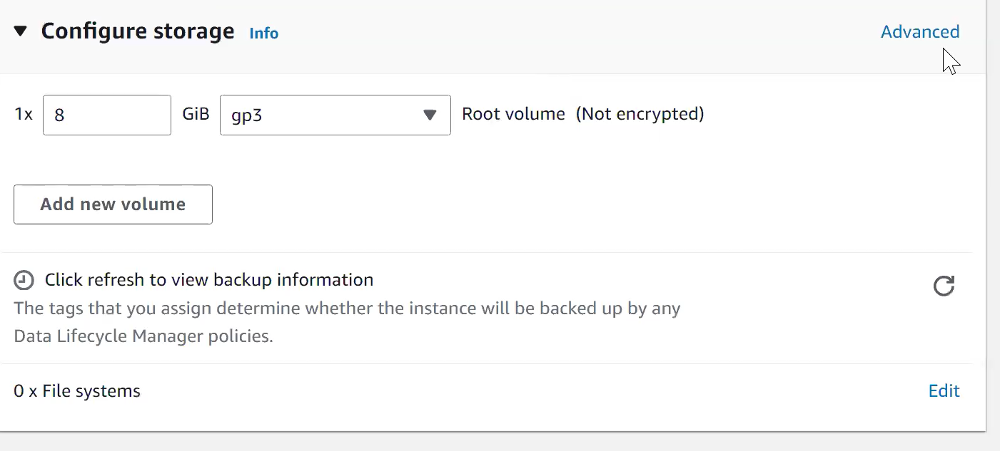 Configure storage Info Advanced
1x 8 GiB gp3 Root volume (Not encrypted)
Add new volume
Click refresh to view backup information
The tags that you assign determine whether the instance will be backed up by any
Data Lifecycle Manager policies.
0 x File systems Edit